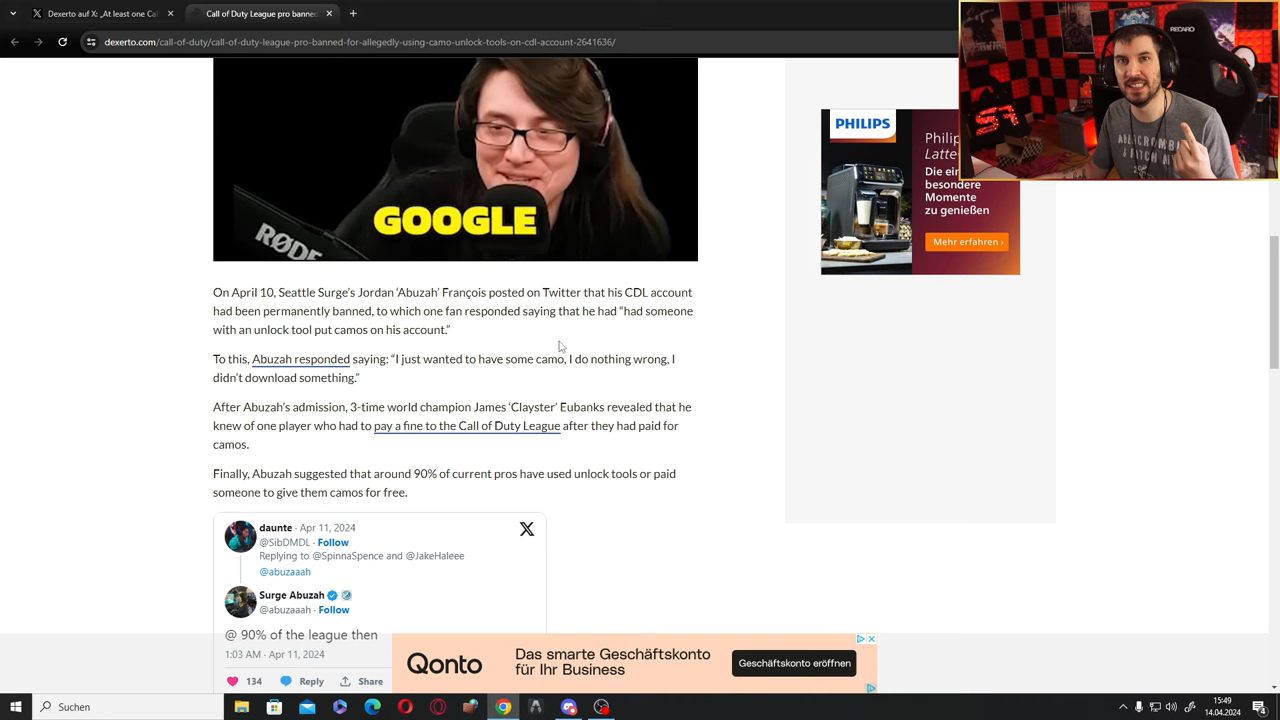 Dexerto auf X: „At least one Cal
Call of Duty League pro banned
dexerto.com/call-of-duty/call-of-duty-league-pro-banned-for-allegedly-using-camo-unlock-tools-on-cdl-account-2641636/
RECARO
ABERCROMBIE
GOOGLE
RØDE
PHILIPS
Philip
Latte
Die ein
besondere
Momente
zu genießen
Mehr erfahren ›
On April 10, Seattle Surge’s Jordan ‘Abuzah’ François posted on Twitter that his CDL account
had been permanently banned, to which one fan responded saying that he had “had someone
with an unlock tool put camos on his account.”
To this, Abuzah responded saying: “I just wanted to have some camo, I do nothing wrong, I
didn’t download something.”
After Abuzah’s admission, 3-time world champion James ‘Clayster’ Eubanks revealed that he
knew of one player who had to pay a fine to the Call of Duty League after they had paid for
camos.
Finally, Abuzah suggested that around 90% of current pros have used unlock tools or paid
someone to give them camos for free.
daunte · Apr 11, 2024
@SibDMDL · Follow
Replying to @SpinnaSpence and @JakeHaleee
@abuzaaah
Surge Abuzah
@abuzaaah · Follow
@ 90% of the league then
1:03 AM · Apr 11, 2024
134 Reply Share
Qonto
Das smarte Geschäftskonto
für Ihr Business
Geschäftskonto eröffnen
Suchen
15:49
14.04.2024
4